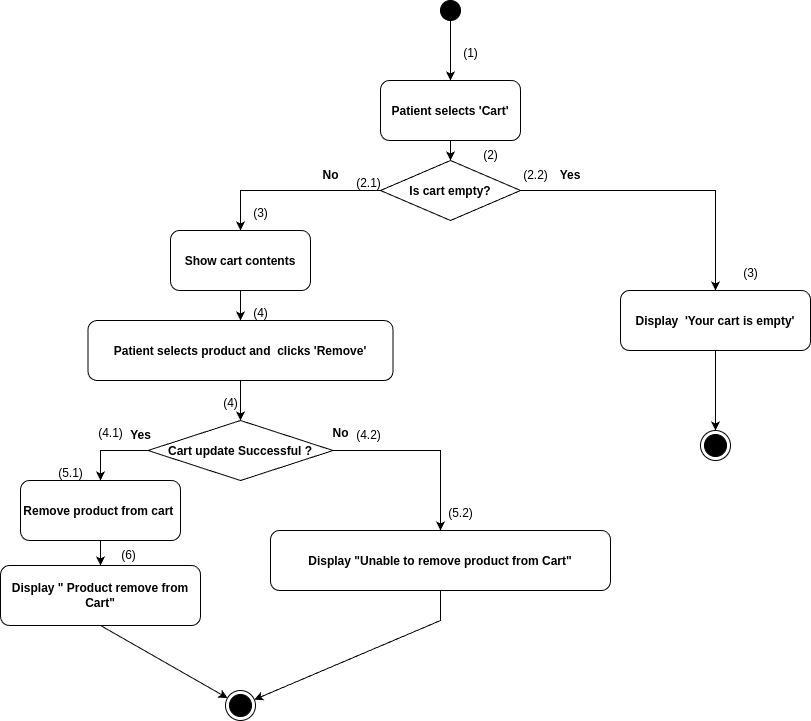 (1)
Patient selects 'Cart'
(2)
No
(2.1)
Is cart empty?
(2.2)
Yes
(3)
Show cart contents
(3)
Display  'Your cart is empty'
(4)
Patient selects product and  clicks 'Remove'
(4)
(4.1)
Yes
Cart update Successful ?
No
(4.2)
(5.1)
Remove product from cart
(5.2)
Display "Unable to remove product from Cart"
(6)
Display " Product remove from
Cart"